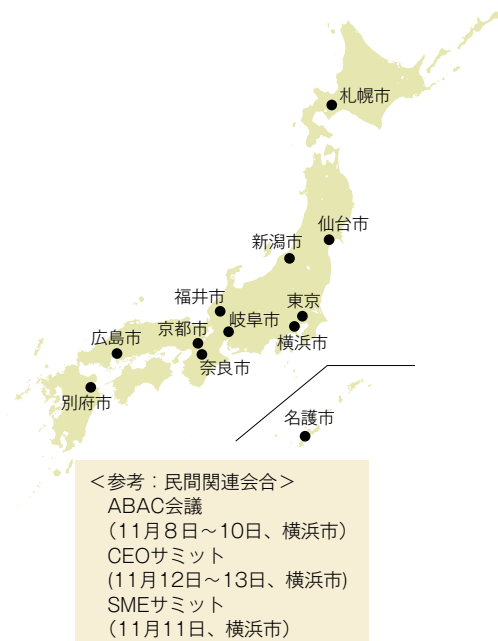 札幌市
仙台市
新潟市
福井市
東京
岐阜市
京都市
広島市
横浜市
奈良市
別府市
名護市
＜参考：民間関連会合＞
ABAC会議
（11月８日～10日、横浜市）
CEOサミット
(11月12日～13日、横浜市)
SMEサミット
（11月11日、横浜市）